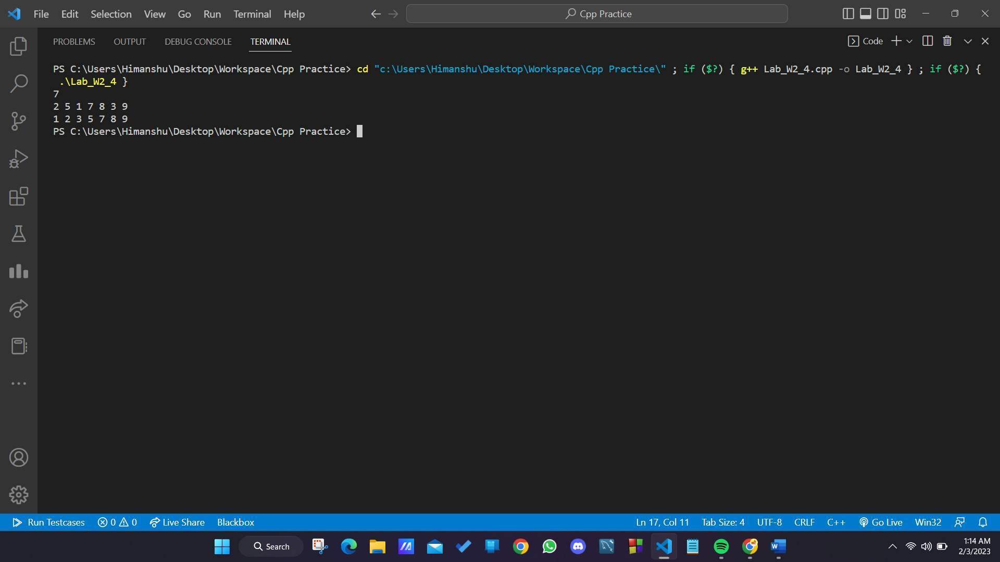 File Edit Selection View Go Run Terminal Help
Cpp Practice
PROBLEMS OUTPUT DEBUG CONSOLE TERMINAL
Code
PS C:\Users\Himanshu\Desktop\Workspace\Cpp Practice> cd "c:\Users\Himanshu\Desktop\Workspace\Cpp Practice\" ; if ($?) { g++ Lab_W2_4.cpp -o Lab_W2_4 } ; if ($?) {
.\Lab_W2_4 }
7
2 5 1 7 8 3 9
1 2 3 5 7 8 9
PS C:\Users\Himanshu\Desktop\Workspace\Cpp Practice>
Run Testcases 0 0 Live Share Blackbox Ln 17, Col 11 Tab Size: 4 UTF-8 CRLF C++ Go Live Win32
Search
1:14 AM
2/3/2023